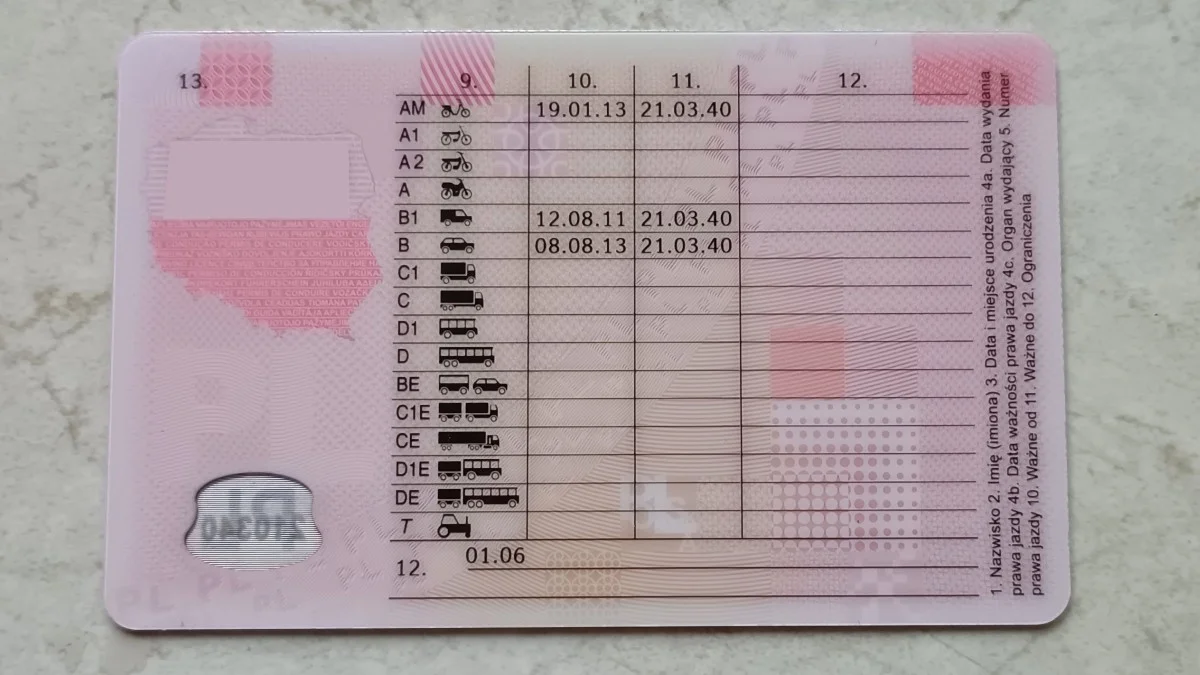 13.
9. 10. 11. 12.
AM 19.01.13 21.03.40
A1
A2
A
B1 12.08.11 21.03.40
B 08.08.13 21.03.40
C1
C
D1
D
BE
C1E
CE
D1E
DE
T
12. 01.06
1. Nazwisko 2. Imię (imiona) 3. Data i miejsce urodzenia 4a. Data wydania
prawa jazdy 4b. Data ważności prawa jazdy 4c. Organ wydający 5. Numer
prawa jazdy 10. Ważne od 11. Ważne do 12. Ograniczenia
PL
210340
PL PL PL